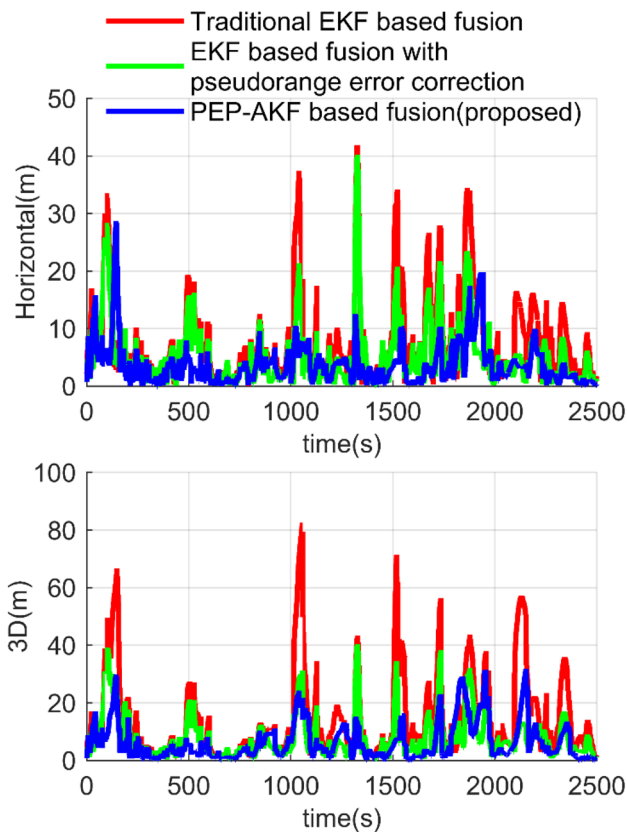 Traditional EKF based fusion
EKF based fusion with
pseudorange error correction
PEP-AKF based fusion(proposed)
50
40
30
20
10
0
Horizontal(m)
0 500 1000 1500 2000 2500
time(s)
100
80
60
40
20
0
3D(m)
0 500 1000 1500 2000 2500
time(s)